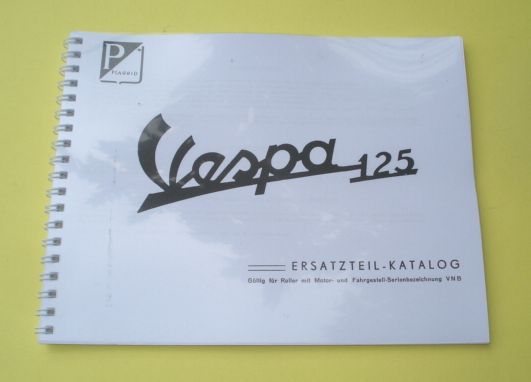 P
PIAGGIO
Vespa 125
ERSATZTEIL-KATALOG
Gültig für Roller mit Motor- und Fahrgestell-Serienbezeichnung VNB